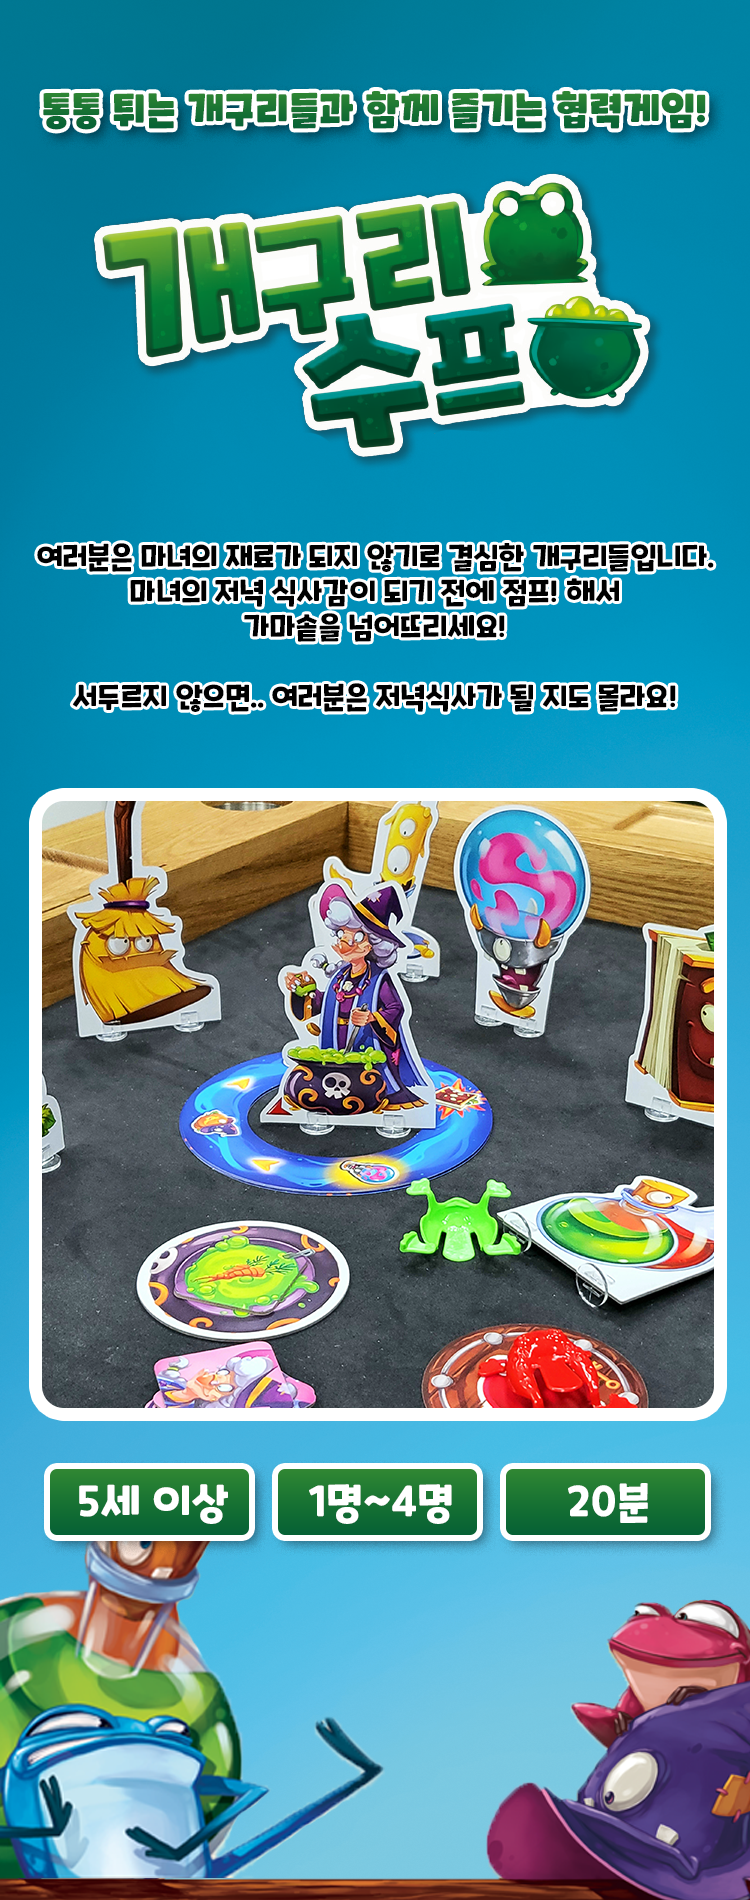 통통 튀는 개구리들과 함께 즐기는 협력게임!
개구리
수프
여러분은 마녀의 재료가 되지 않기로 결심한 개구리들입니다.
마녀의 저녁 식사감이 되기 전에 점프! 해서
가마솥을 넘어뜨리세요!
서두르지 않으면.. 여러분은 저녁식사가 될 지도 몰라요!
5세 이상
1명~4명
20분